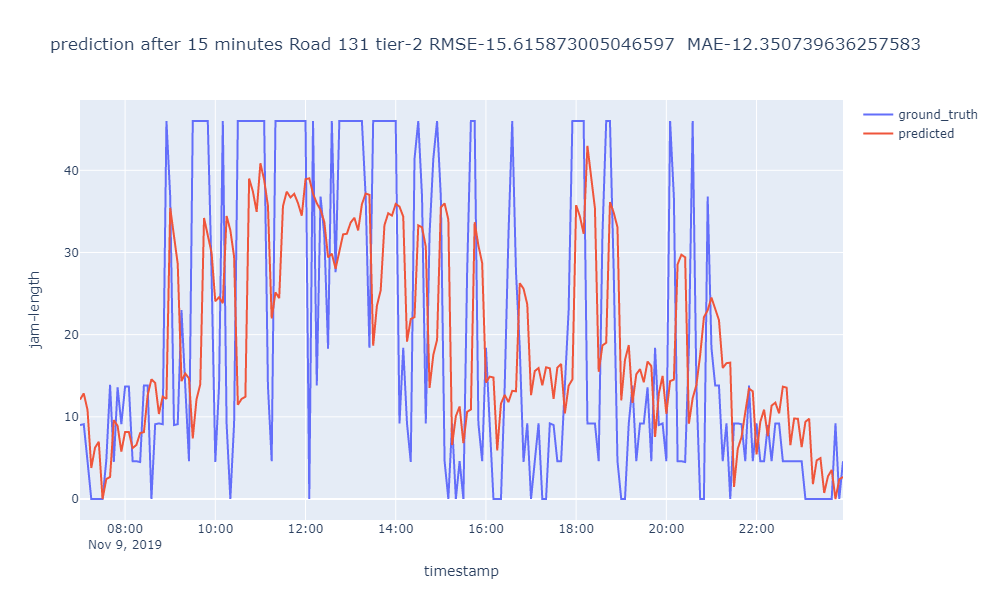 prediction after 15 minutes Road 131 tier-2 RMSE-15.615873005046597 MAE-12.350739636257583
ground_truth
predicted
40
30
20
10
0
jam-length
08:00 10:00 12:00 14:00 16:00 18:00 20:00 22:00
Nov 9, 2019
timestamp